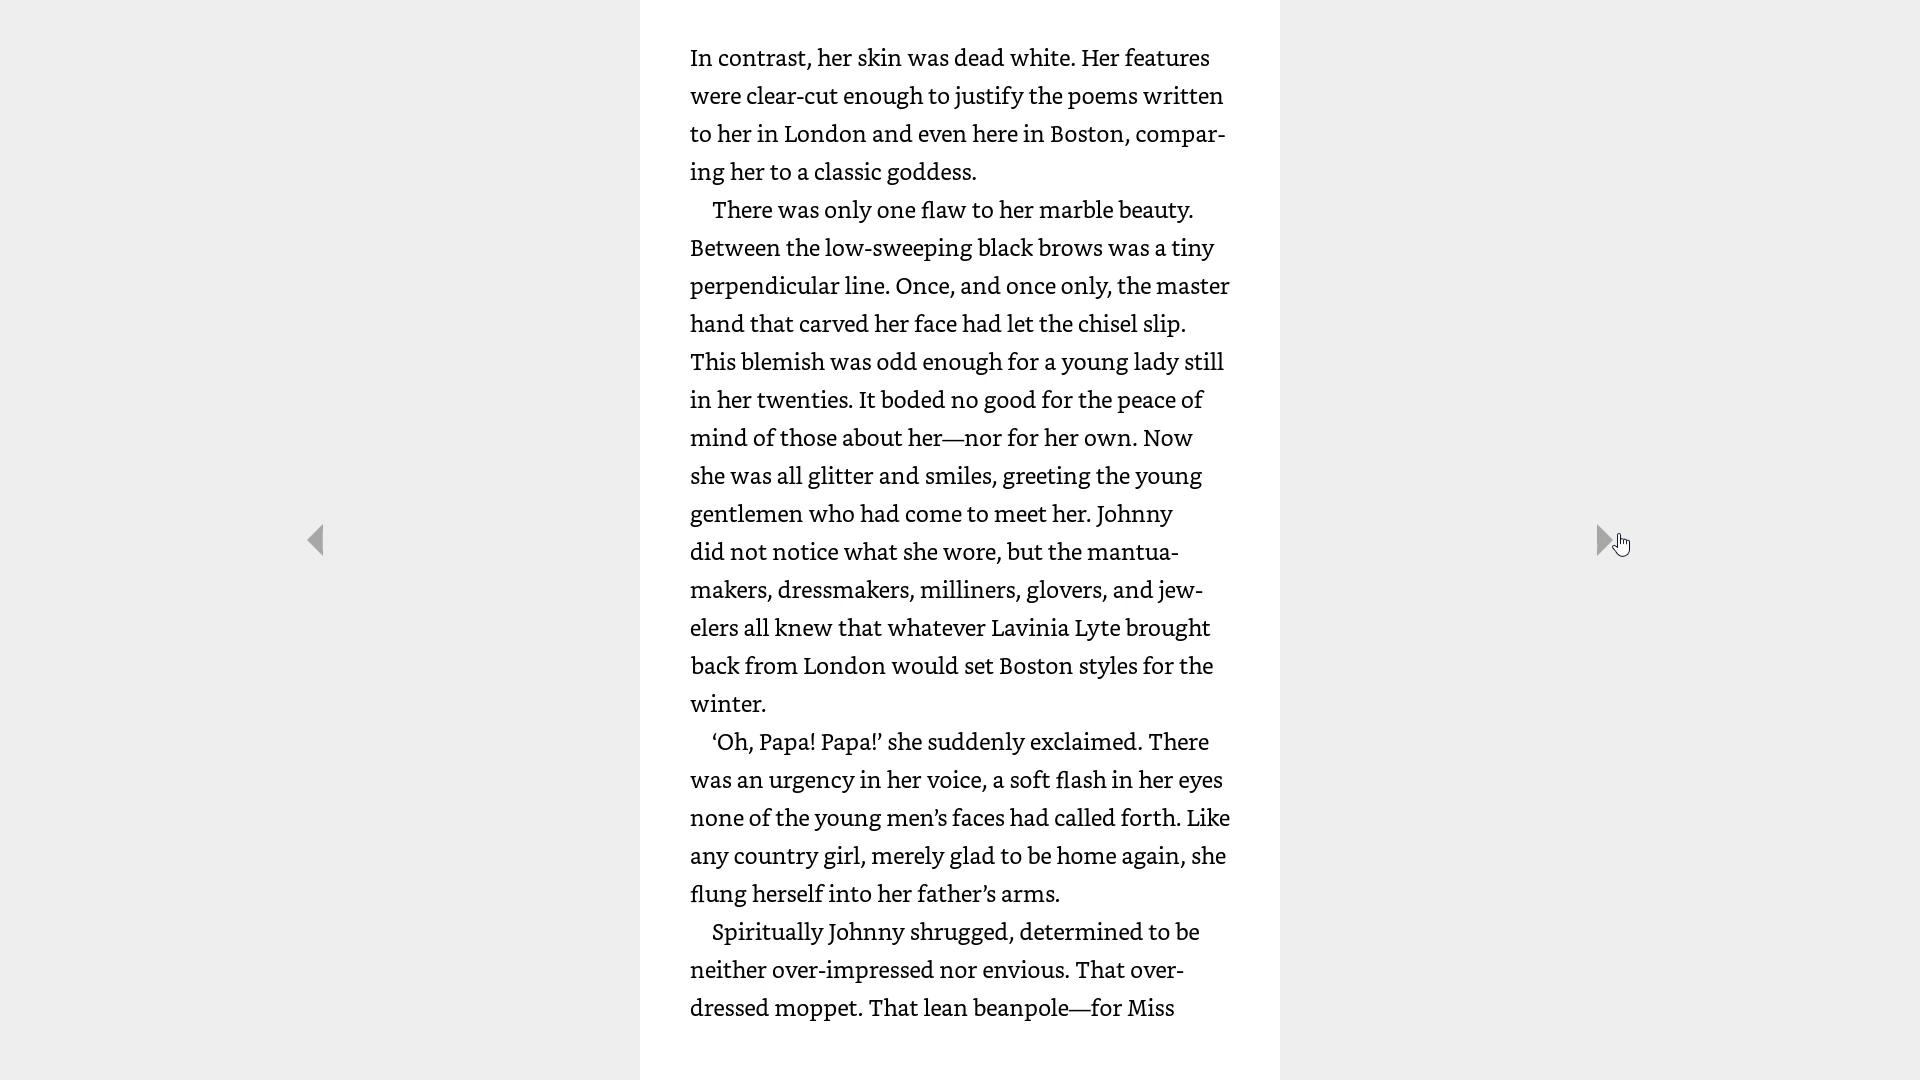 In contrast, her skin was dead white. Her features
were clear-cut enough to justify the poems written
to her in London and even here in Boston, compar-
ing her to a classic goddess.
There was only one flaw to her marble beauty.
Between the low-sweeping black brows was a tiny
perpendicular line. Once, and once only, the master
hand that carved her face had let the chisel slip.
This blemish was odd enough for a young lady still
in her twenties. It boded no good for the peace of
mind of those about her—nor for her own. Now
she was all glitter and smiles, greeting the young
gentlemen who had come to meet her. Johnny
did not notice what she wore, but the mantua-
makers, dressmakers, milliners, glovers, and jew-
elers all knew that whatever Lavinia Lyte brought
back from London would set Boston styles for the
winter.
‘Oh, Papa! Papa!’ she suddenly exclaimed. There
was an urgency in her voice, a soft flash in her eyes
none of the young men’s faces had called forth. Like
any country girl, merely glad to be home again, she
flung herself into her father’s arms.
Spiritually Johnny shrugged, determined to be
neither over-impressed nor envious. That over-
dressed moppet. That lean beanpole—for Miss